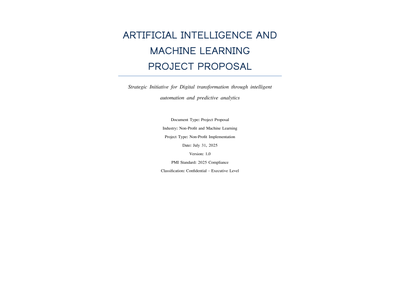 ARTIFICIAL INTELLIGENCE AND
MACHINE LEARNING
PROJECT PROPOSAL
Strategic Initiative for Digital transformation through intelligent
automation and predictive analytics
Document Type: Project Proposal
Industry: Non-Profit and Machine Learning
Project Type: Non-Profit Implementation
Date: July 31, 2025
Version: 1.0
PMI Standard: 2025 Compliance
Classification: Confidential - Executive Level